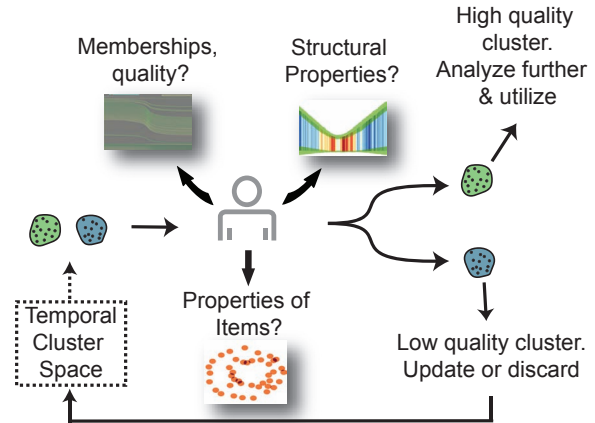 Memberships,
quality?
Structural
Properties?
High quality
cluster.
Analyze further
& utilize
Properties of
Items?
Temporal
Cluster
Space
Low quality cluster.
Update or discard